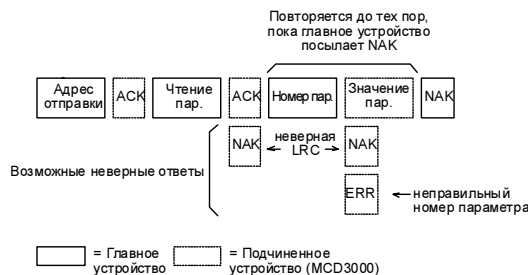 Повторяется до тех пор,
пока главное устройство
посылает NAK
Адрес
отправки
ACK
Чтение
пар.
ACK
Номер пар.
Значение
пар.
NAK
NAK
неверная
LRC
NAK
Возможные неверные ответы
ERR
неправильный
номер параметра
= Главное
устройство
= Подчиненное
устройство (MCD3000)